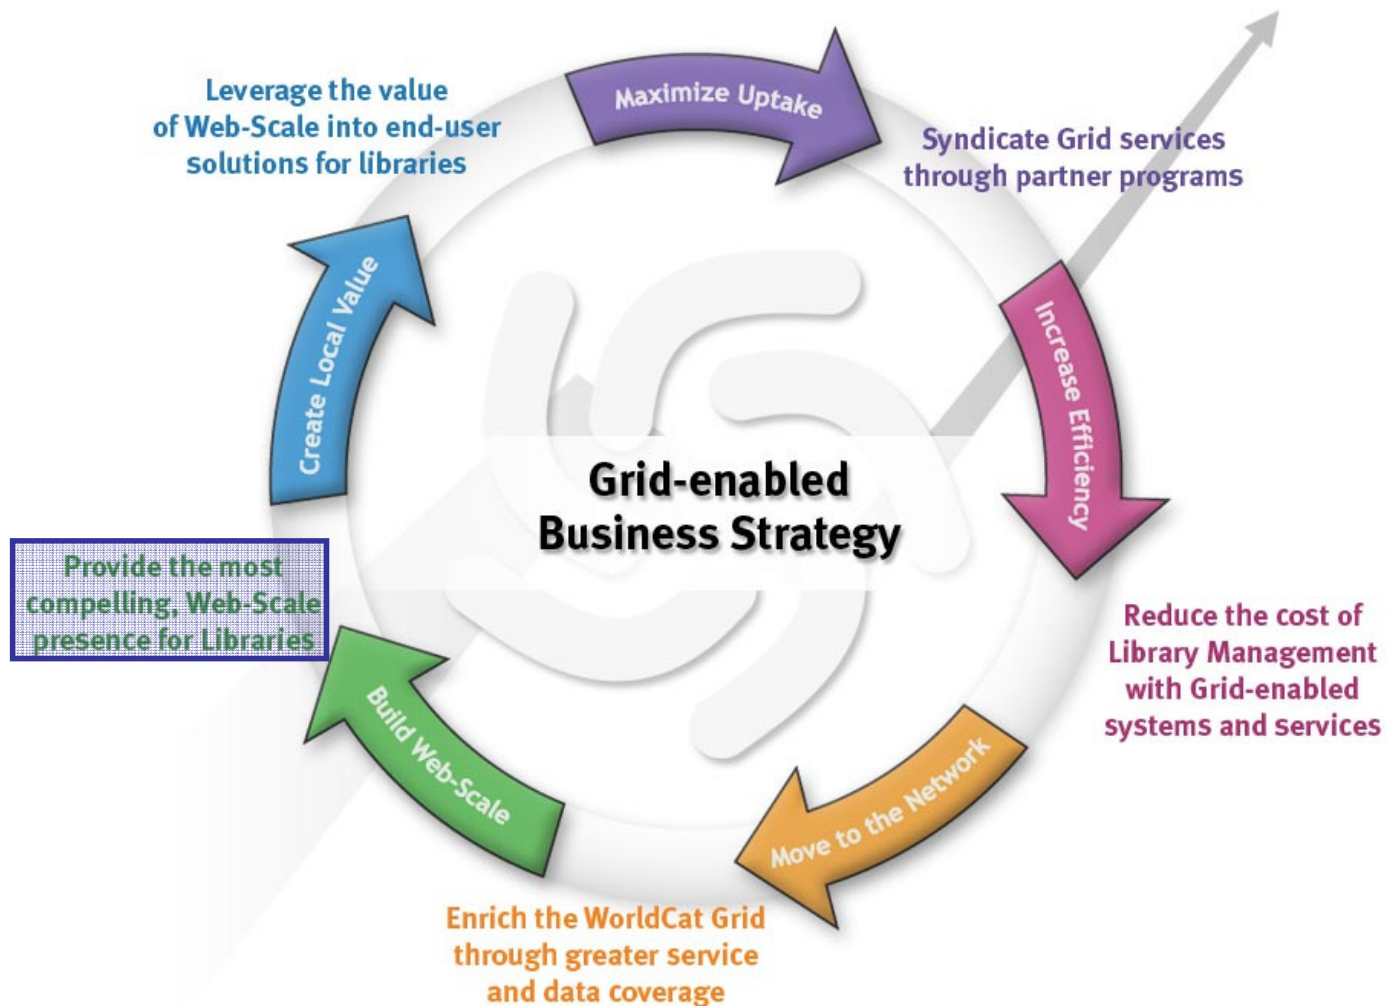 Maximize Uptake
Leverage the value
of Web-Scale into end-user
solutions for libraries
Syndicate Grid services
through partner programs
Create Local Value
Increase Efficiency
Grid-enabled
Business Strategy
Provide the most
compelling, Web-Scale
presence for Libraries
Reduce the cost of
Library Management
with Grid-enabled
systems and services
Build Web-Scale
Move to the Network
Enrich the WorldCat Grid
through greater service
and data coverage